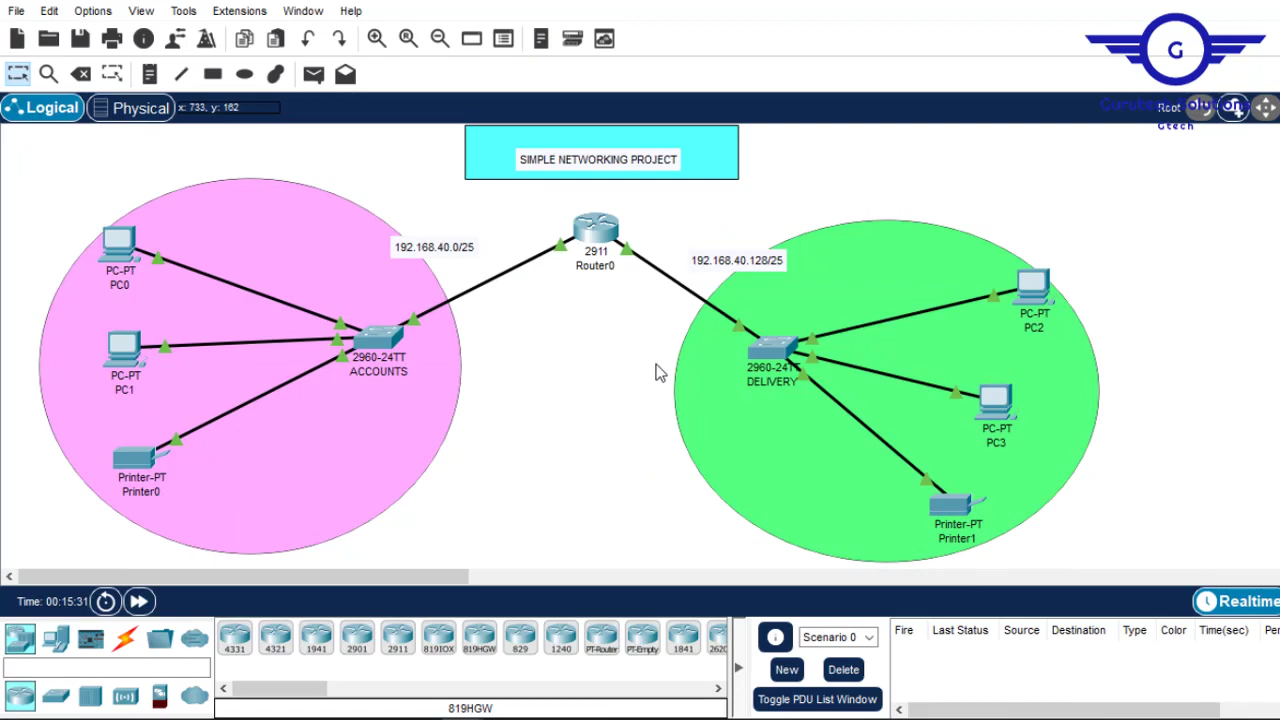 File Edit Options View Tools Extensions Window Help
G
Logical Physical x: 733, y: 162 Root
Gtech
SIMPLE NETWORKING PROJECT
192.168.40.0/25
2911
Router0
192.168.40.128/25
PC-PT
PC0
PC-PT
PC1
2960-24TT
ACCOUNTS
Printer-PT
Printer0
2960-24TT
DELIVERY
PC-PT
PC2
PC-PT
PC3
Printer-PT
Printer1
Time: 00:15:31 Realtime
4331 4321 1941 2901 2911 819IOX 819HGW 829 1240 PT-Router PT-Empty 1841 2620
819HGW
Scenario 0
New Delete
Toggle PDU List Window
Fire Last Status Source Destination Type Color Time(sec) Pe